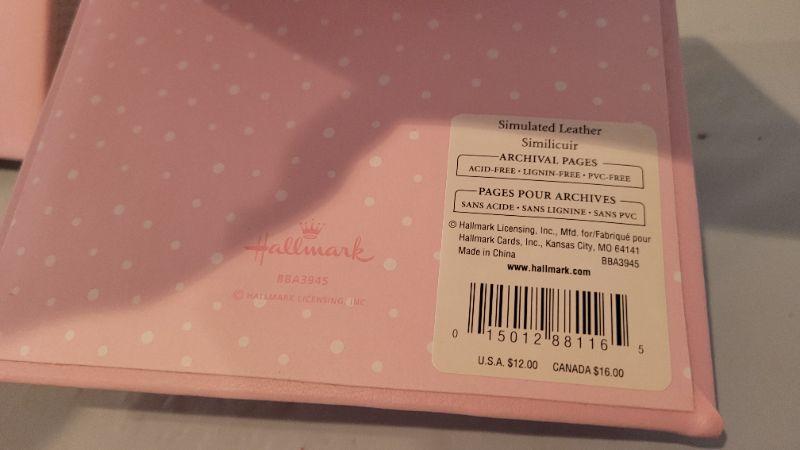 Hallmark
BBA3945
© HALLMARK LICENSING, INC.
Simulated Leather
Similicuir
ARCHIVAL PAGES
ACID-FREE • LIGNIN-FREE • PVC-FREE
PAGES POUR ARCHIVES
SANS ACIDE • SANS LIGNINE • SANS PVC
© Hallmark Licensing, Inc., Mfd. for/Fabriqué pour
Hallmark Cards, Inc., Kansas City, MO 64141
Made in China BBA3945
www.hallmark.com
0 15012 88116 5
U.S.A. $12.00 CANADA $16.00